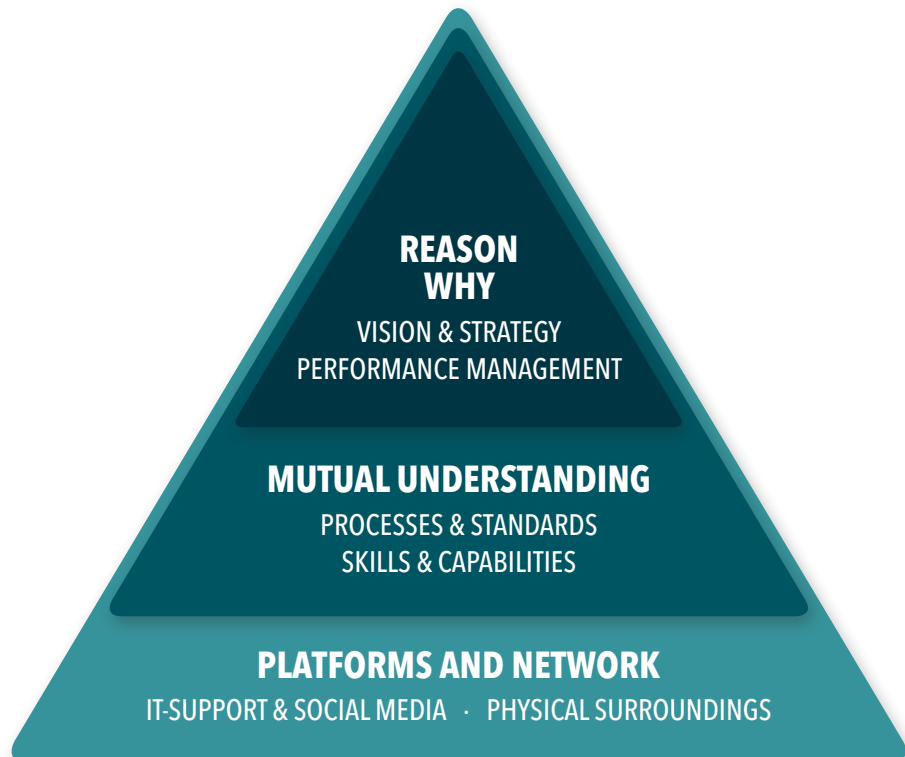 REASON
WHY
VISION & STRATEGY
PERFORMANCE MANAGEMENT
MUTUAL UNDERSTANDING
PROCESSES & STANDARDS
SKILLS & CAPABILITIES
PLATFORMS AND NETWORK
IT-SUPPORT & SOCIAL MEDIA · PHYSICAL SURROUNDINGS